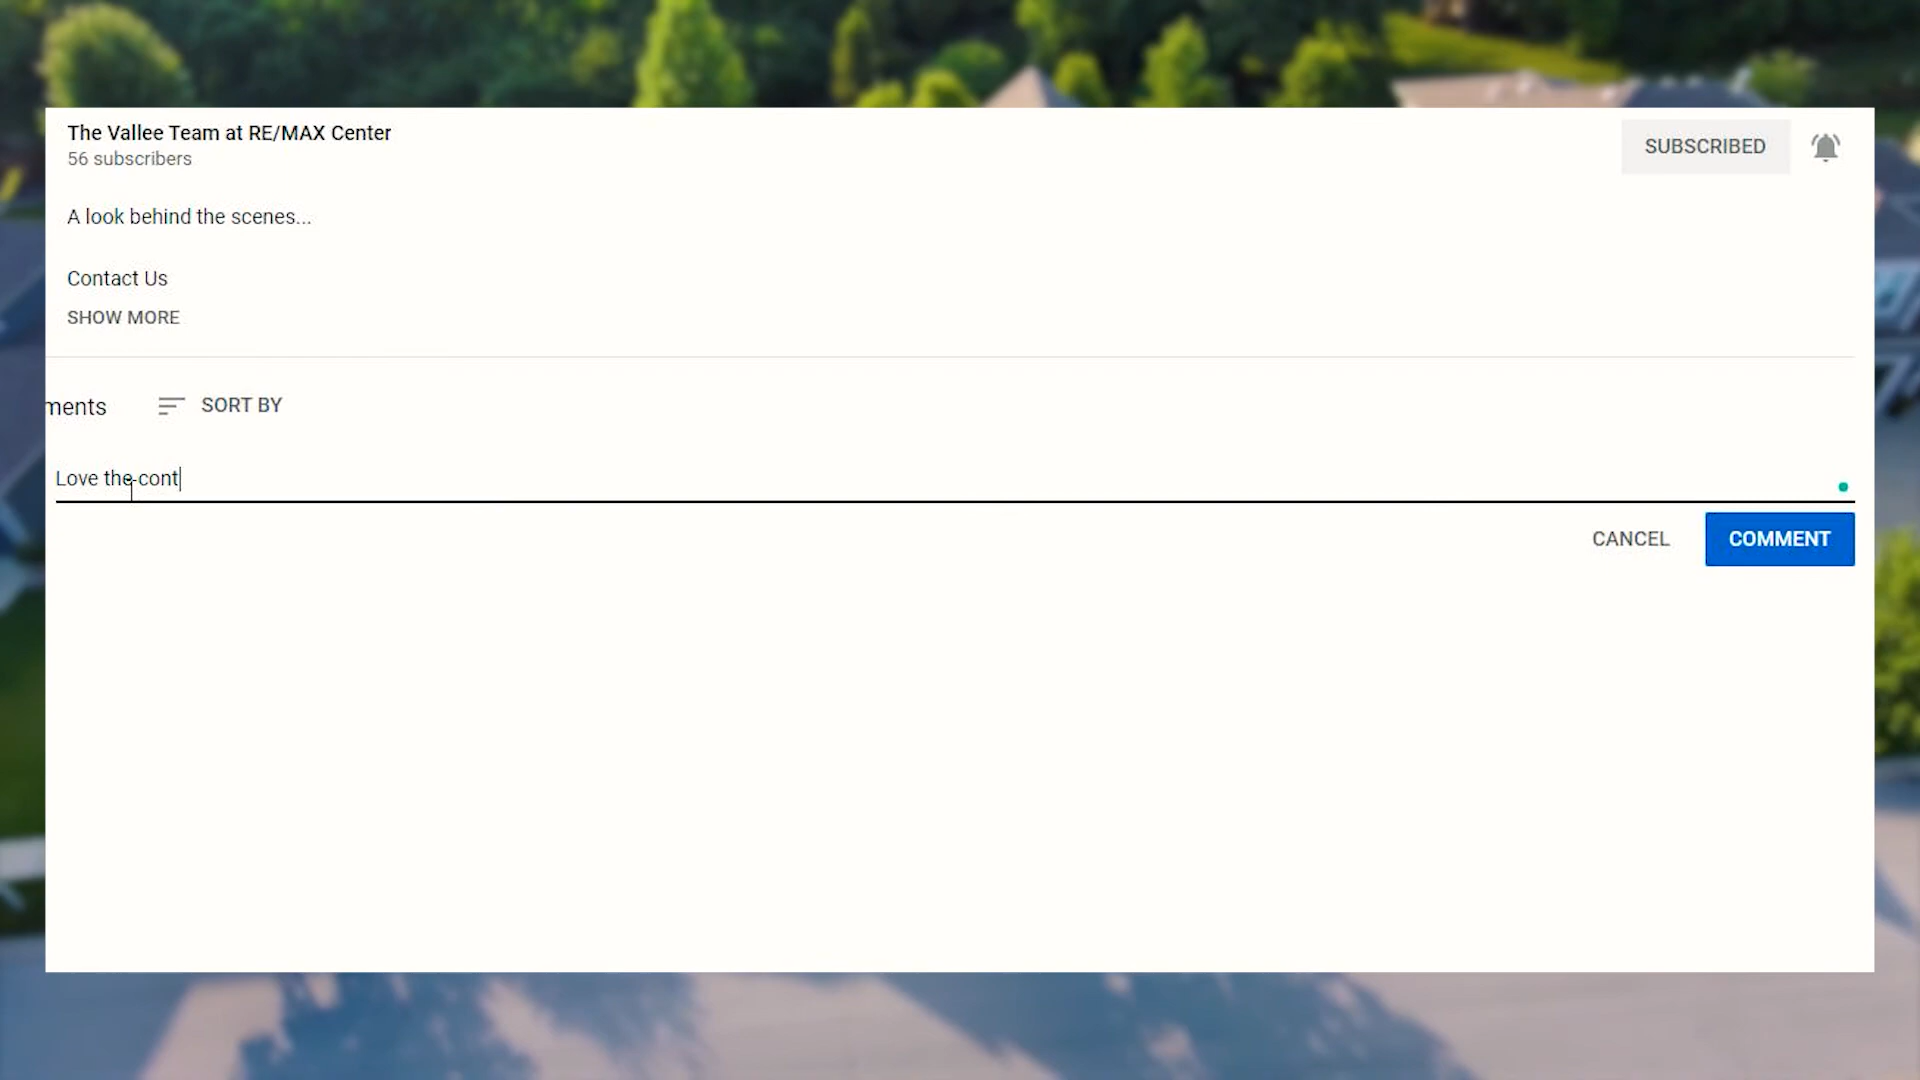 The Vallee Team at RE/MAX Center
56 subscribers
SUBSCRIBED
A look behind the scenes...
Contact Us
SHOW MORE
ments
SORT BY
Love the cont
CANCEL
COMMENT